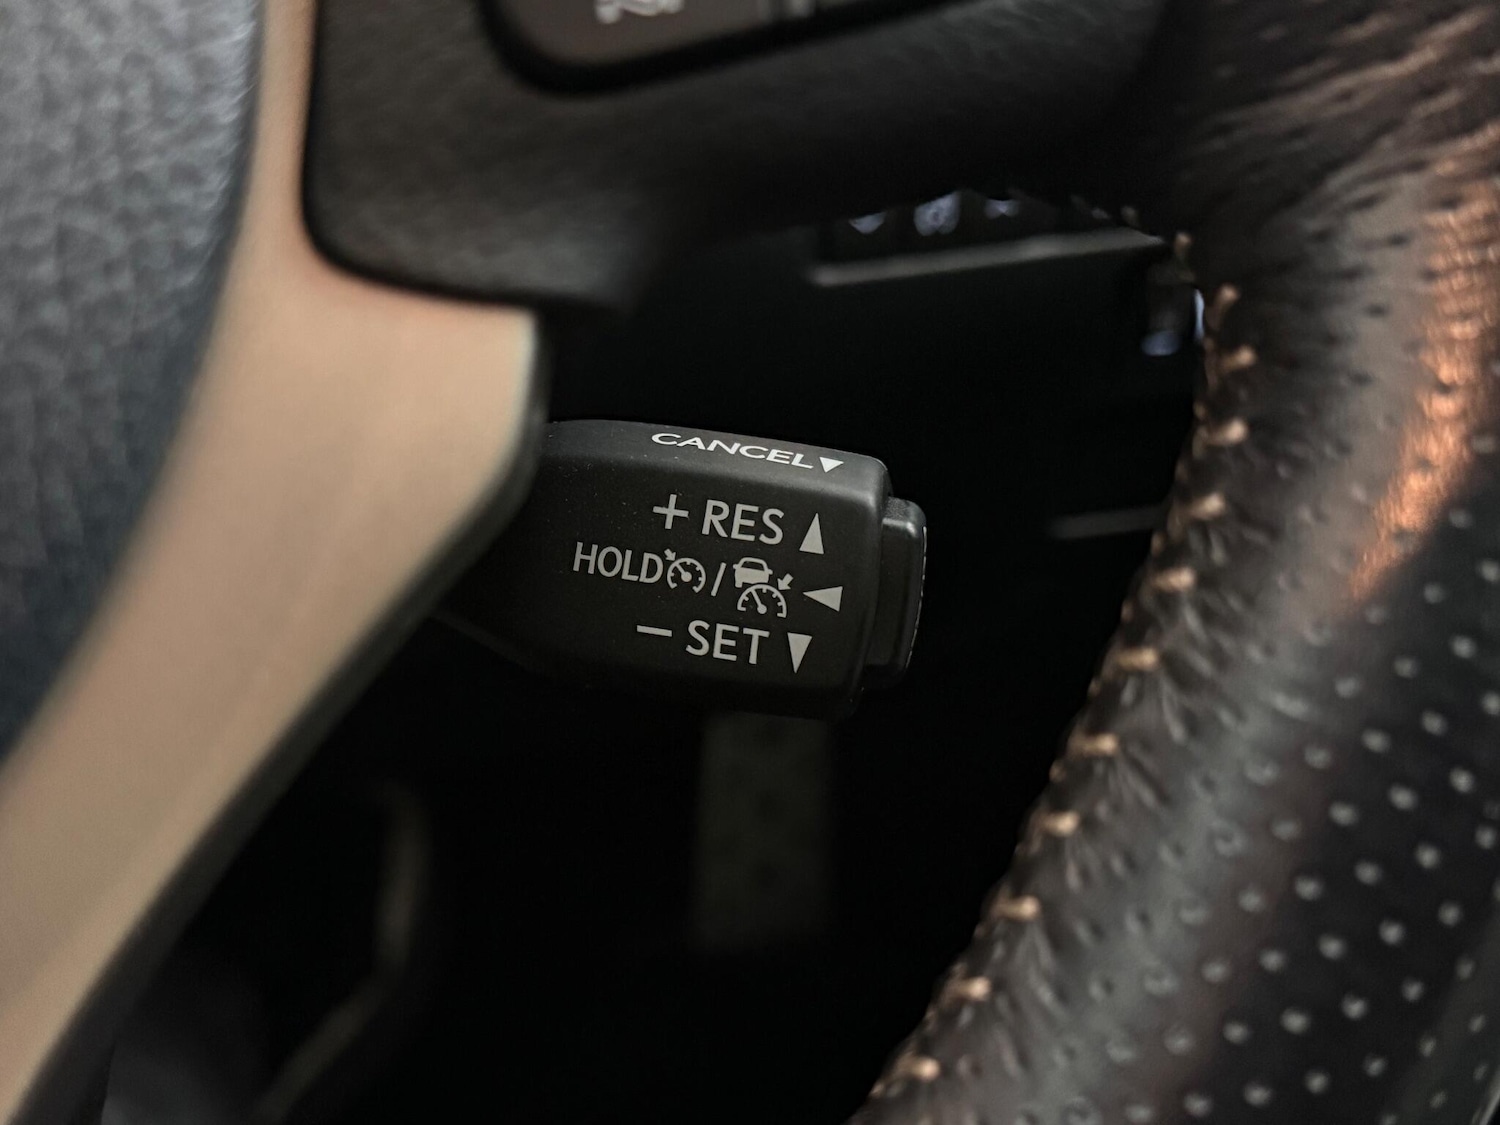 CANCEL▼
+ RES ▲
HOLD / ◀
− SET ▼